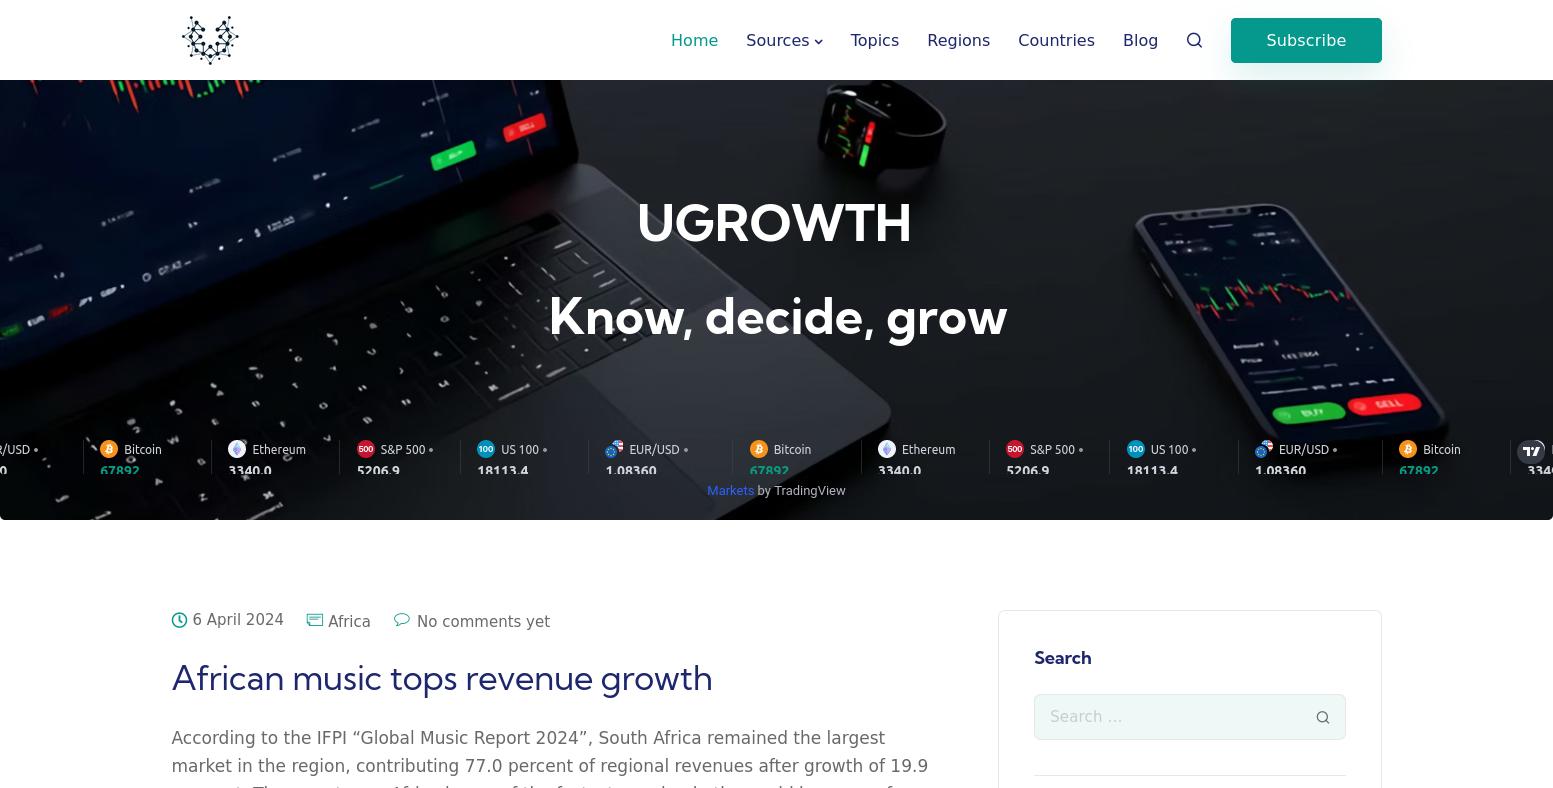 Home Sources Topics Regions Countries Blog Subscribe
UGROWTH
Know, decide, grow
/USD Bitcoin Ethereum S&P 500 US 100 EUR/USD Bitcoin Ethereum S&P 500 US 100 EUR/USD Bitcoin
0 67892 3340.0 5206.9 18113.4 1.08360 67892 3340.0 5206.9 18113.4 1.08360 67892 334
Markets by TradingView
6 April 2024 Africa No comments yet
African music tops revenue growth
According to the IFPI “Global Music Report 2024”, South Africa remained the largest
market in the region, contributing 77.0 percent of regional revenues after growth of 19.9
Search
Search …
BUY SELL